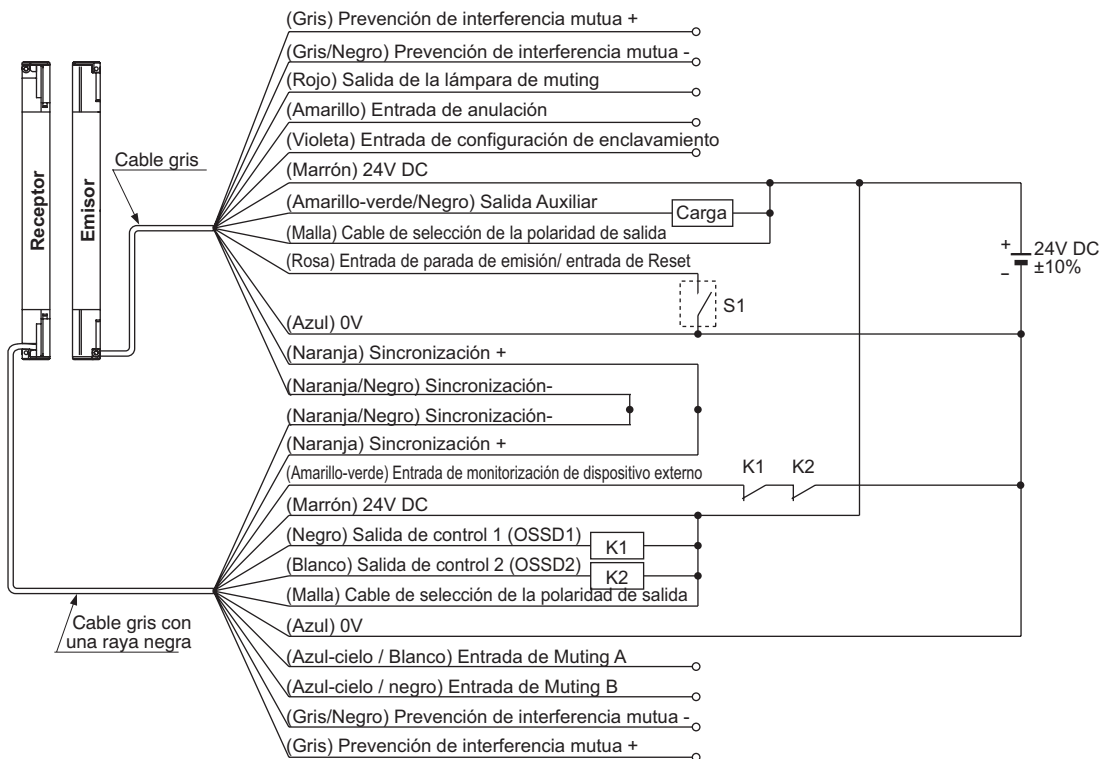 (Gris) Prevención de interferencia mutua +
(Gris/Negro) Prevención de interferencia mutua -
(Rojo) Salida de la lámpara de muting
(Amarillo) Entrada de anulación
(Violeta) Entrada de configuración de enclavamiento
Cable gris
(Marrón) 24V DC
(Amarillo-verde/Negro) Salida Auxiliar
Carga
(Malla) Cable de selección de la polaridad de salida
(Rosa) Entrada de parada de emisión/ entrada de Reset
Receptor
Emisor
+
24V DC
−
±10%
S1
(Azul) 0V
(Naranja) Sincronización +
(Naranja/Negro) Sincronización-
(Naranja/Negro) Sincronización-
(Naranja) Sincronización +
(Amarillo-verde) Entrada de monitorización de dispositivo externo
K1
K2
(Marrón) 24V DC
(Negro) Salida de control 1 (OSSD1)
K1
(Blanco) Salida de control 2 (OSSD2)
K2
(Malla) Cable de selección de la polaridad de salida
Cable gris con
una raya negra
(Azul) 0V
(Azul-cielo / Blanco) Entrada de Muting A
(Azul-cielo / negro) Entrada de Muting B
(Gris/Negro) Prevención de interferencia mutua -
(Gris) Prevención de interferencia mutua +